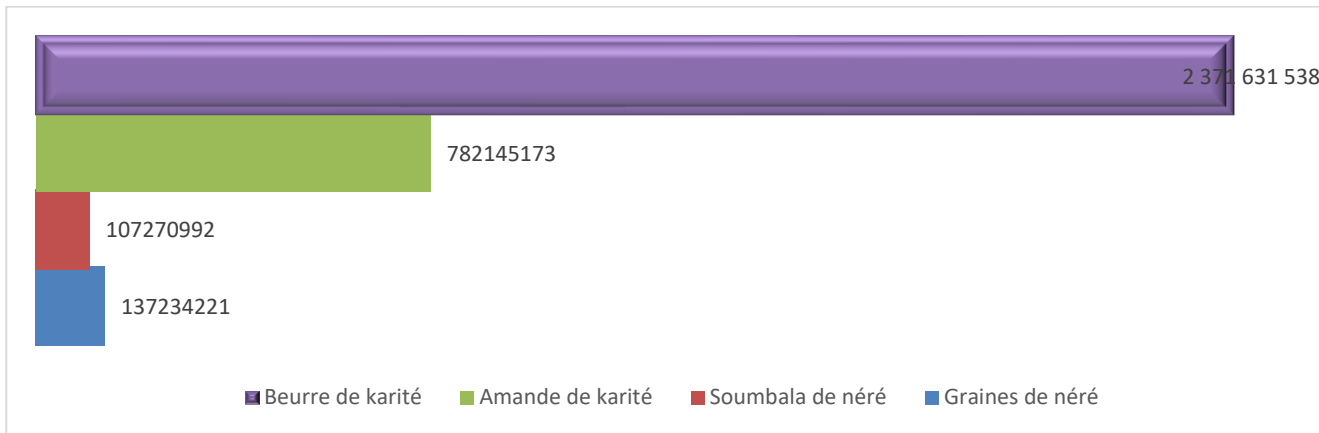 2 371 631 538
782145173
107270992
137234221
Beurre de karité Amande de karité Soumbala de néré Graines de néré